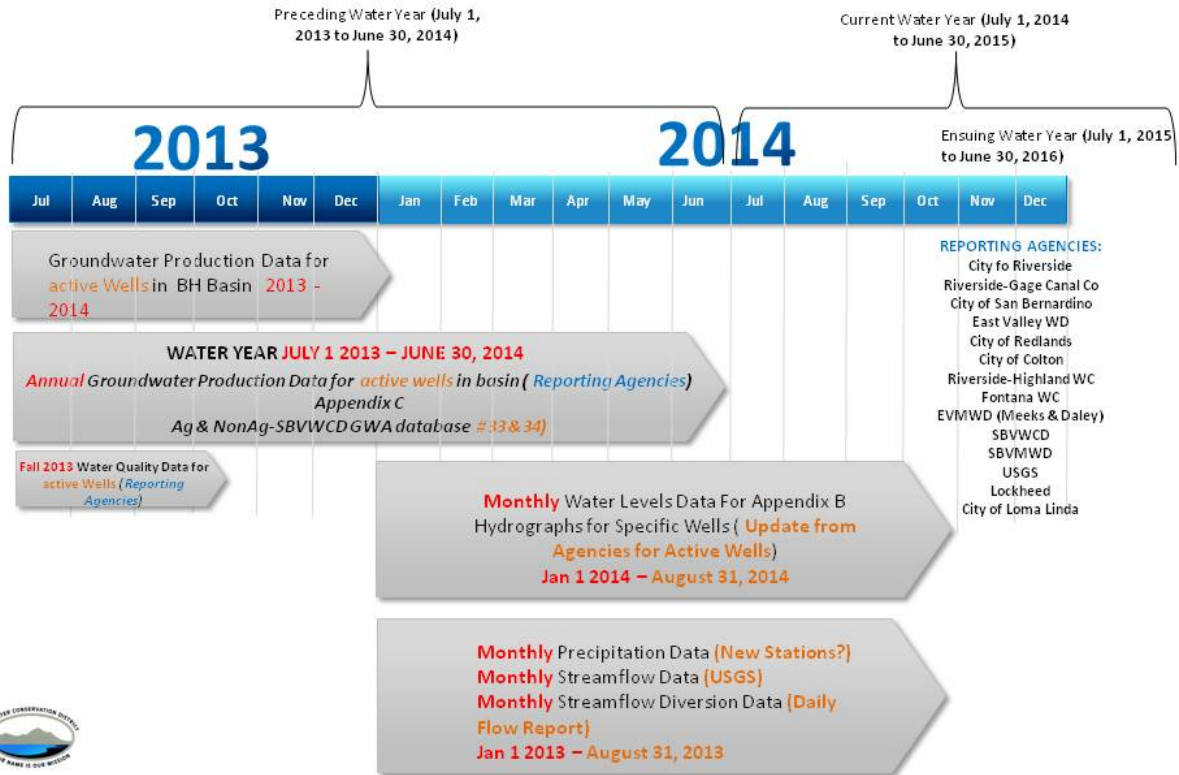 Preceding Water Year (July 1,
2013 to June 30, 2014)
Current Water Year (July 1, 2014
to June 30, 2015)
Ensuing Water Year (July 1, 2015
to June 30, 2016)
2013
2014
Jul Aug Sep Oct Nov Dec Jan Feb Mar Apr May Jun Jul Aug Sep Oct Nov Dec
Groundwater Production Data for
active Wells in BH Basin 2013 -
2014
WATER YEAR JULY 1 2013 – JUNE 30, 2014
Annual Groundwater Production Data for active wells in basin ( Reporting Agencies)
Appendix C
Ag & NonAg-SBVWCD GWA database #33 & 34)
Fall 2013 Water Quality Data for
active Wells (Reporting
Agencies)
Monthly Water Levels Data For Appendix B
Hydrographs for Specific Wells ( Update from
Agencies for Active Wells)
Jan 1 2014 – August 31, 2014
Monthly Precipitation Data (New Stations?)
Monthly Streamflow Data (USGS)
Monthly Streamflow Diversion Data (Daily
Flow Report)
Jan 1 2013 – August 31, 2013
REPORTING AGENCIES:
City fo Riverside
Riverside-Gage Canal Co
City of San Bernardino
East Valley WD
City of Redlands
City of Colton
Riverside-Highland WC
Fontana WC
EVMWD (Meeks & Daley)
SBVWCD
SBVMWD
USGS
Lockheed
City of Loma Linda
CONSERVATION
NAME IS OUR MISSION